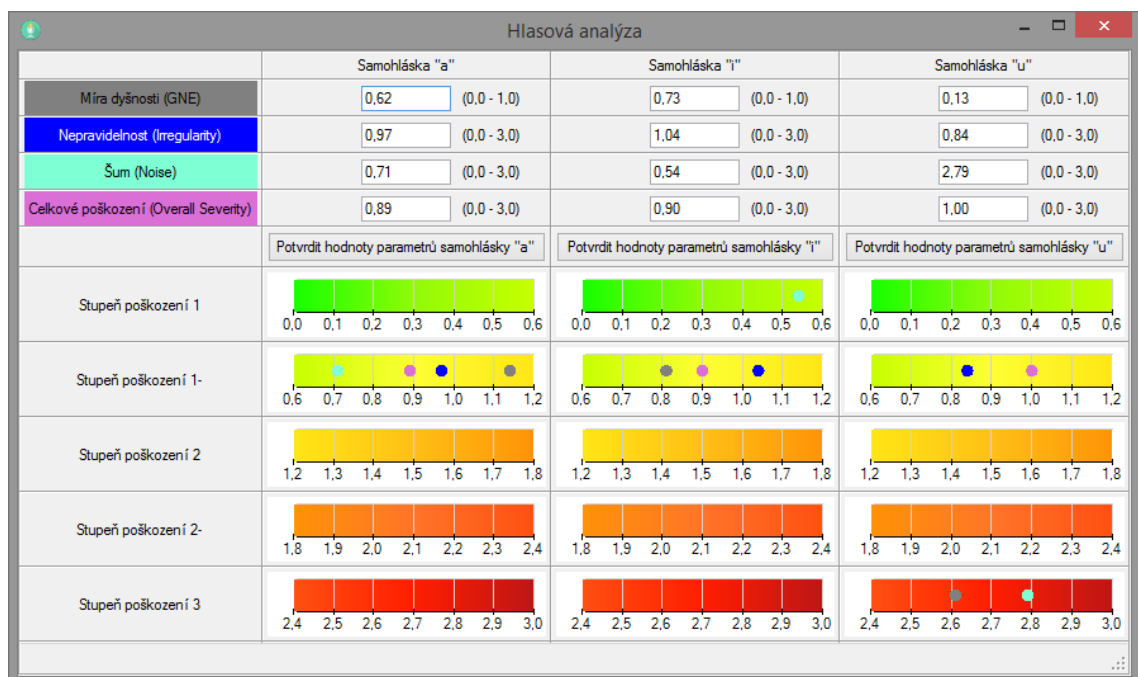 Hlasová analýza
Samohláska "a" Samohláska "i" Samohláska "u"
Míra dyšnosti (GNE) 0,62 (0,0 - 1,0) 0,73 (0,0 - 1,0) 0,13 (0,0 - 1,0)
Nepravidelnost (Irregularity) 0,97 (0,0 - 3,0) 1,04 (0,0 - 3,0) 0,84 (0,0 - 3,0)
Šum (Noise) 0,71 (0,0 - 3,0) 0,54 (0,0 - 3,0) 2,79 (0,0 - 3,0)
Celkové poškození (Overall Severity) 0,89 (0,0 - 3,0) 0,90 (0,0 - 3,0) 1,00 (0,0 - 3,0)
Potvrdit hodnoty parametrů samohlásky "a" Potvrdit hodnoty parametrů samohlásky "i" Potvrdit hodnoty parametrů samohlásky "u"
Stupeň poškození 1
0,0 0,1 0,2 0,3 0,4 0,5 0,6 0,0 0,1 0,2 0,3 0,4 0,5 0,6 0,0 0,1 0,2 0,3 0,4 0,5 0,6
Stupeň poškození 1-
0,6 0,7 0,8 0,9 1,0 1,1 1,2 0,6 0,7 0,8 0,9 1,0 1,1 1,2 0,6 0,7 0,8 0,9 1,0 1,1 1,2
Stupeň poškození 2
1,2 1,3 1,4 1,5 1,6 1,7 1,8 1,2 1,3 1,4 1,5 1,6 1,7 1,8 1,2 1,3 1,4 1,5 1,6 1,7 1,8
Stupeň poškození 2-
1,8 1,9 2,0 2,1 2,2 2,3 2,4 1,8 1,9 2,0 2,1 2,2 2,3 2,4 1,8 1,9 2,0 2,1 2,2 2,3 2,4
Stupeň poškození 3
2,4 2,5 2,6 2,7 2,8 2,9 3,0 2,4 2,5 2,6 2,7 2,8 2,9 3,0 2,4 2,5 2,6 2,7 2,8 2,9 3,0